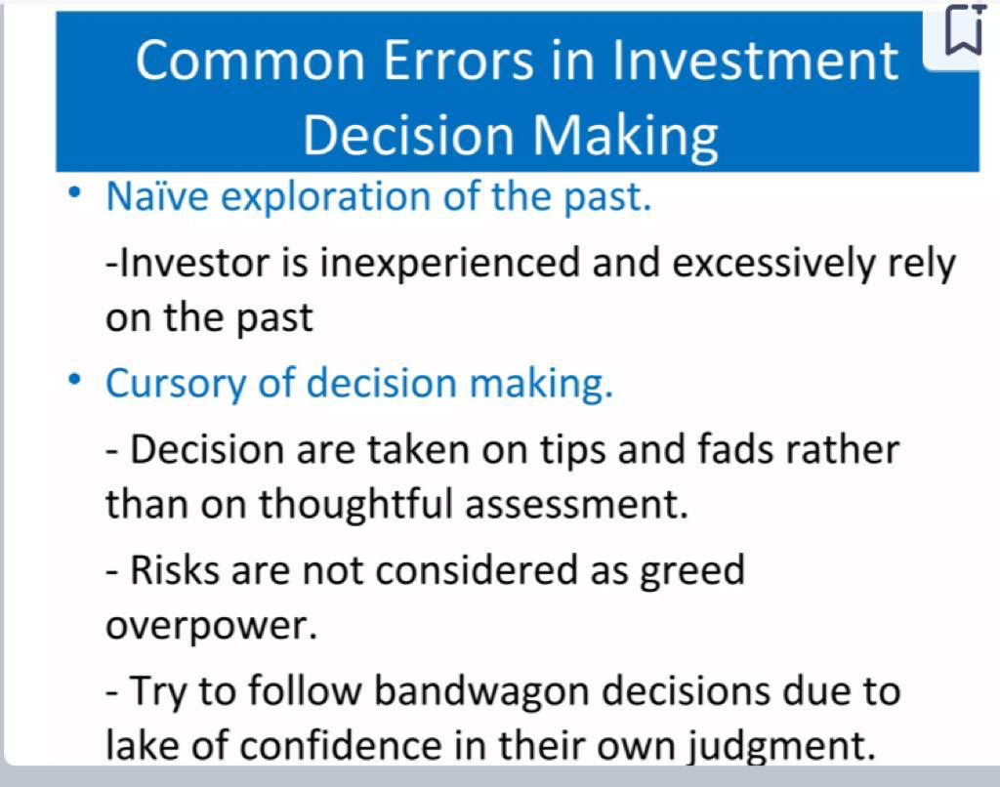 Common Errors in Investment
Decision Making
• Naïve exploration of the past.
-Investor is inexperienced and excessively rely
on the past
• Cursory of decision making.
- Decision are taken on tips and fads rather
than on thoughtful assessment.
- Risks are not considered as greed
overpower.
- Try to follow bandwagon decisions due to
lake of confidence in their own judgment.